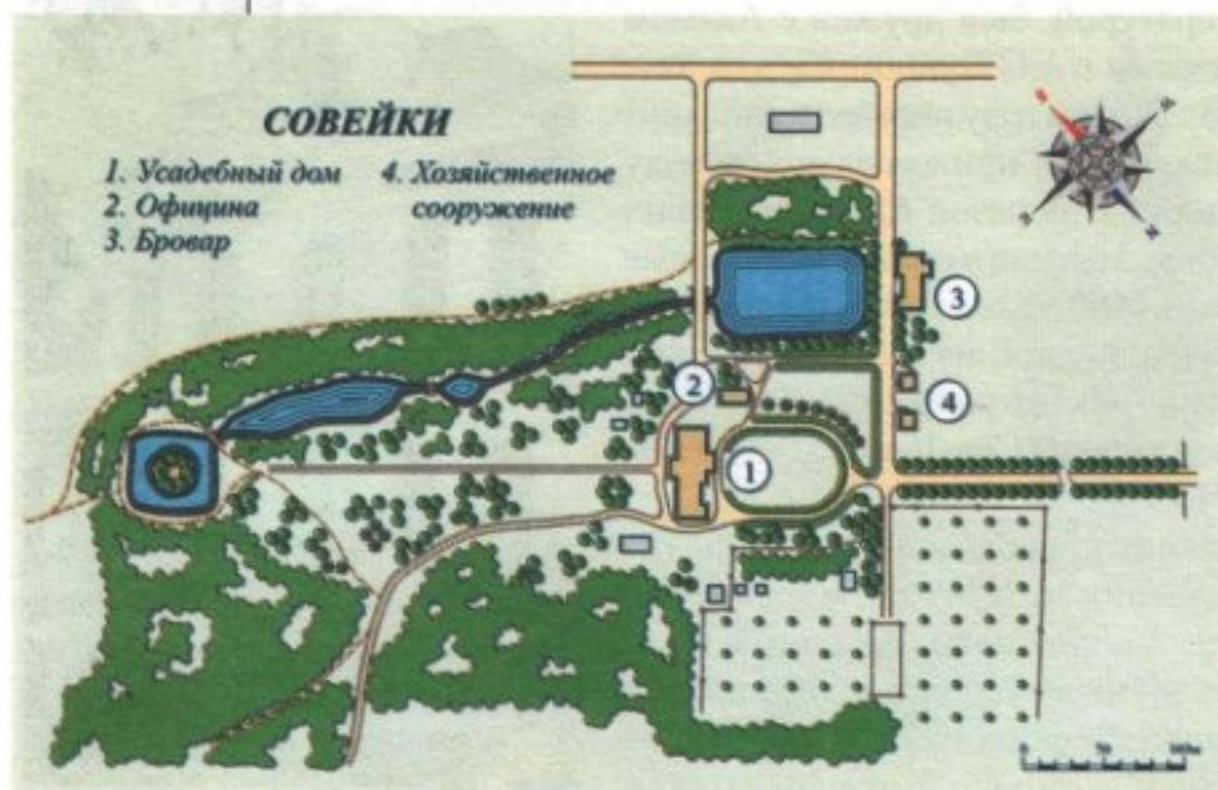 СОВЕЙКИ
1. Усадебный дом
2. Официна
3. Бровар
4. Хозяйственное
сооружение
3
2
4
1
0 50 100м